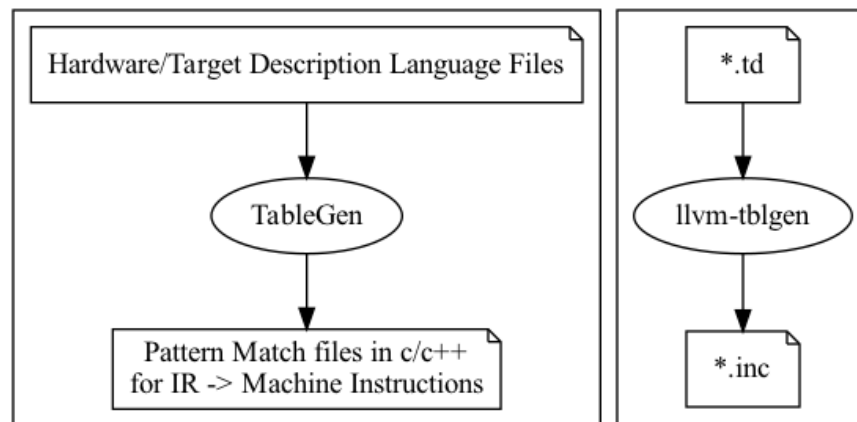 Hardware/Target Description Language Files
TableGen
Pattern Match files in c/c++
for IR -> Machine Instructions
*.td
llvm-tblgen
*.inc